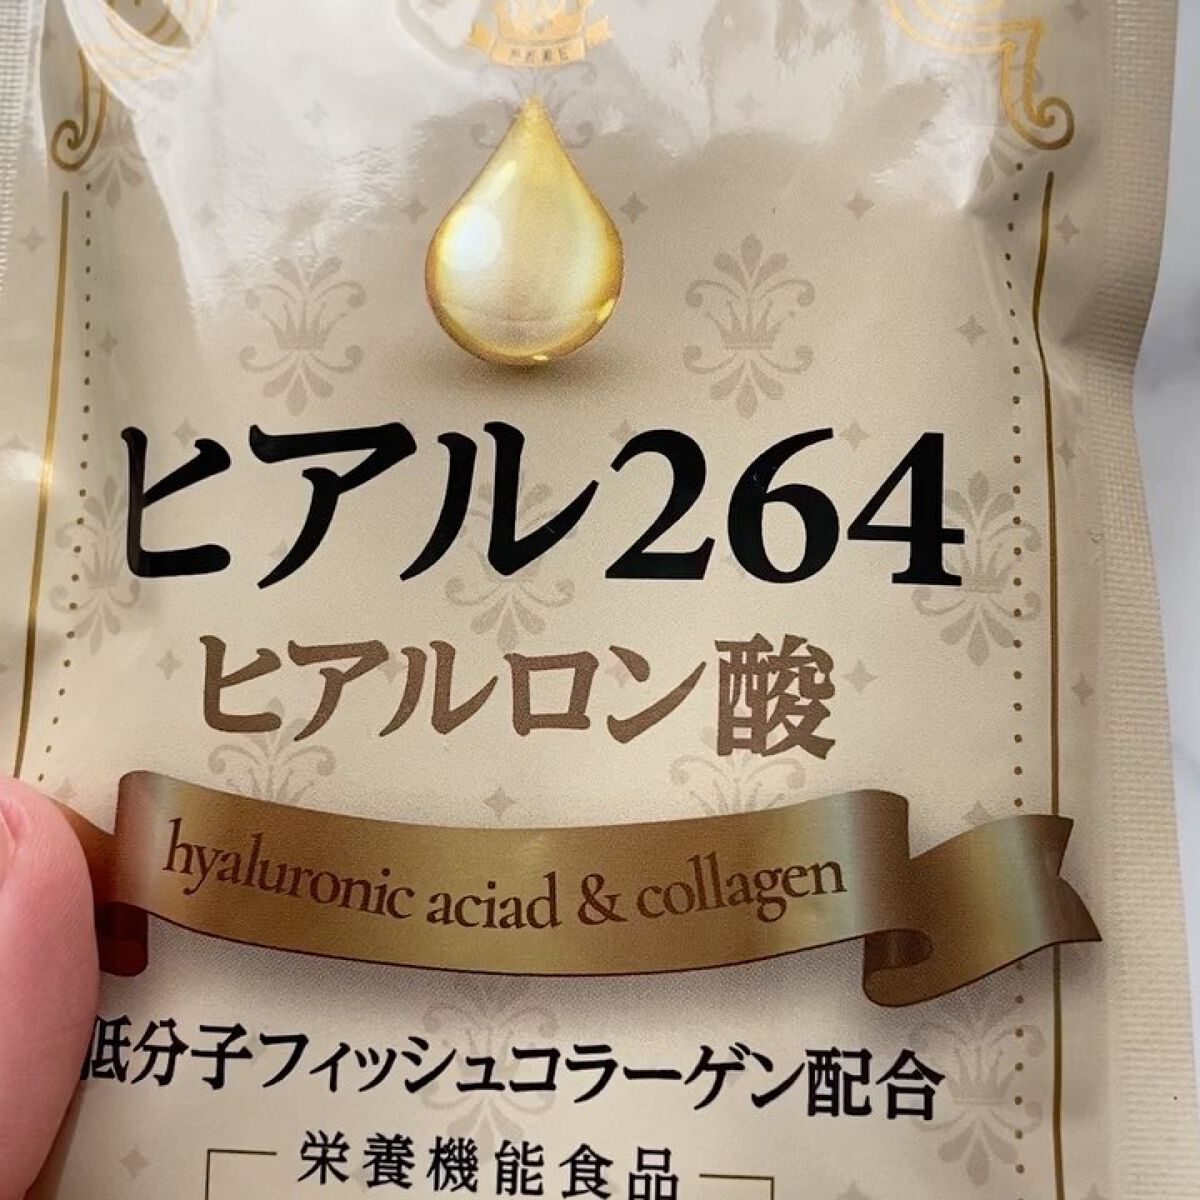 ヒアル264
ヒアルロン酸
hyaluronic aciad & collagen
低分子フィッシュコラーゲン配合
栄養機能食品